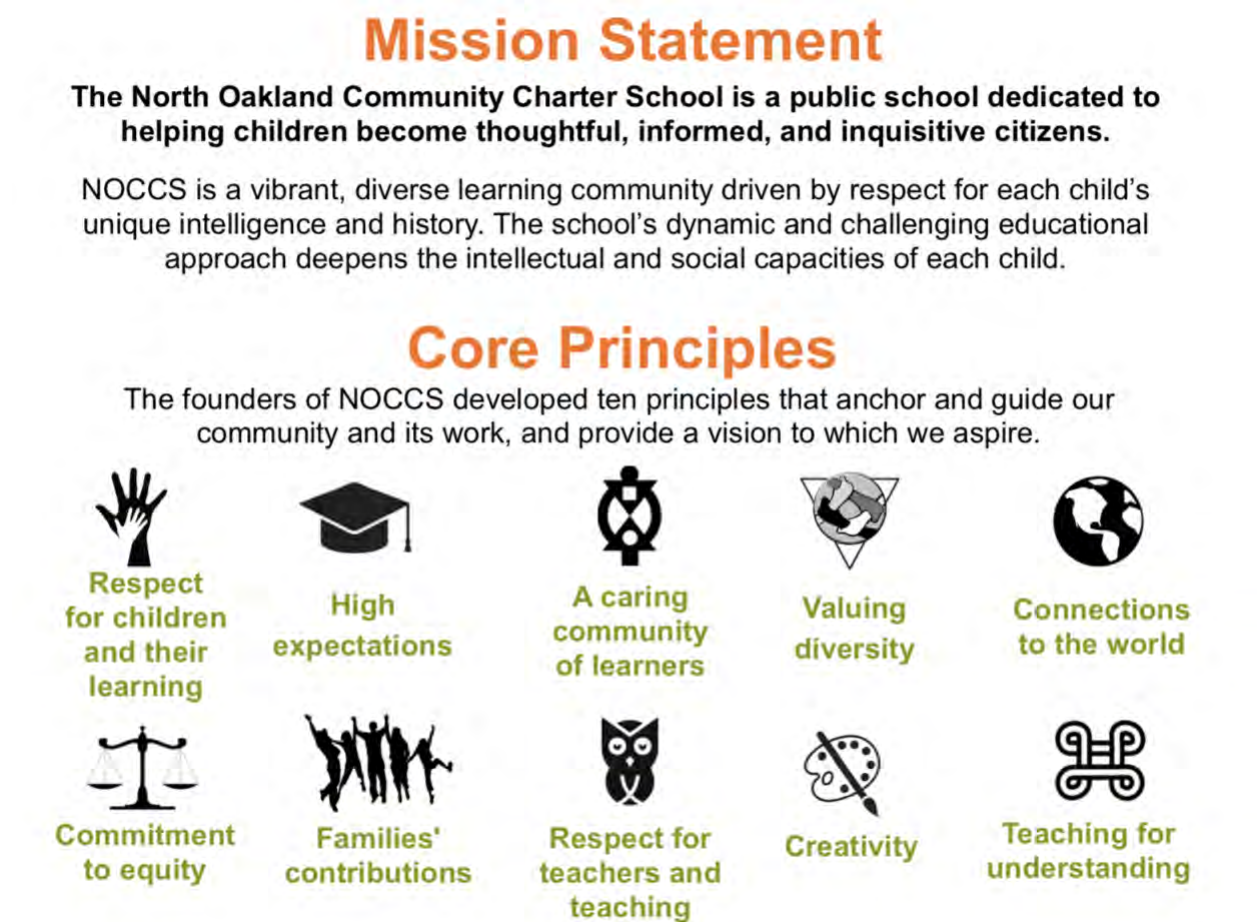 Mission Statement
The North Oakland Community Charter School is a public school dedicated to
helping children become thoughtful, informed, and inquisitive citizens.
NOCCS is a vibrant, diverse learning community driven by respect for each child's
unique intelligence and history. The school's dynamic and challenging educational
approach deepens the intellectual and social capacities of each child.
Core Principles
The founders of NOCCS developed ten principles that anchor and guide our
community and its work, and provide a vision to which we aspire.
Respect
for children
and their
learning
High
expectations
A caring
community
of learners
Valuing
diversity
Connections
to the world
Commitment
to equity
Families'
contributions
Respect for
teachers and
teaching
Creativity
Teaching for
understanding